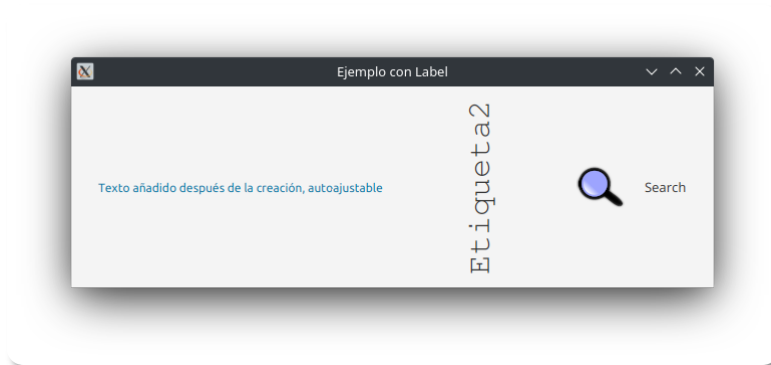 Ejemplo con Label
Texto añadido después de la creación, autoajustable
Etiqueta2
Search